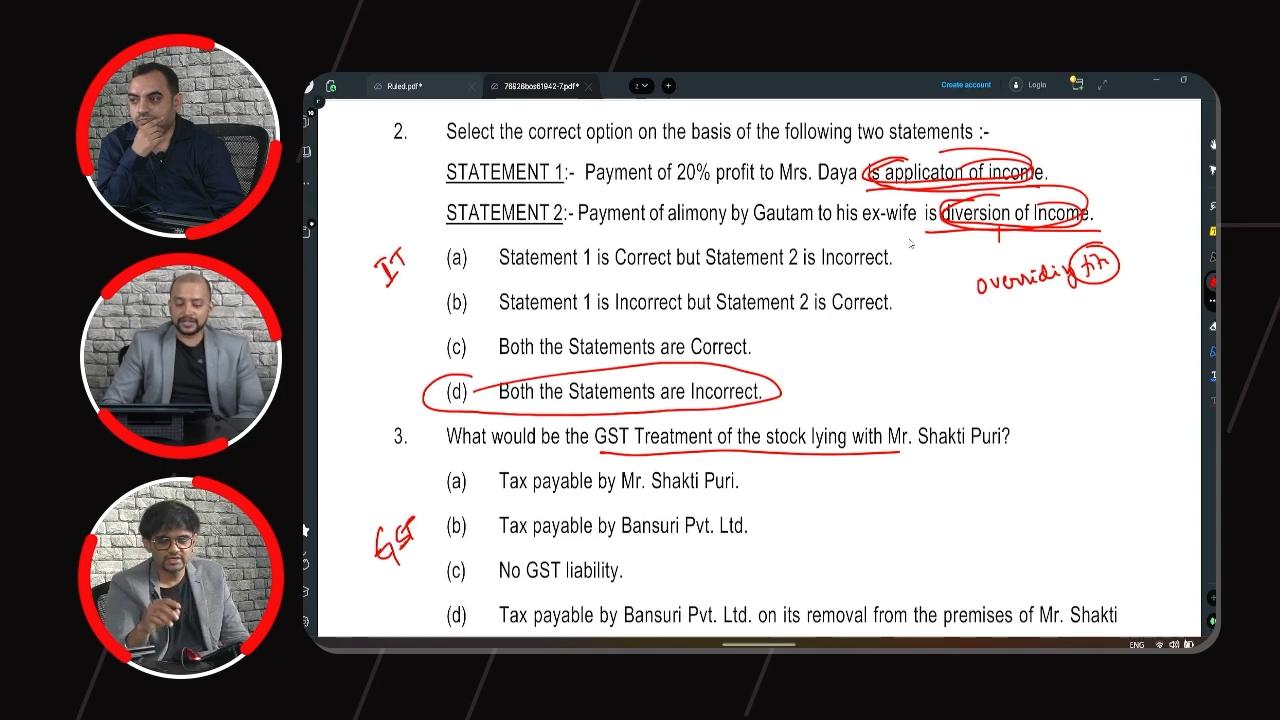 Ruled.pdf*
76928bos61942-7.pdf*
2
Create account
Login
2. Select the correct option on the basis of the following two statements :-
STATEMENT 1:- Payment of 20% profit to Mrs. Daya is applicaton of income.
STATEMENT 2:- Payment of alimony by Gautam to his ex-wife is diversion of Income.
IT
(a) Statement 1 is Correct but Statement 2 is Incorrect.
overriding
(b) Statement 1 is Incorrect but Statement 2 is Correct.
(c) Both the Statements are Correct.
(d) Both the Statements are Incorrect.
3. What would be the GST Treatment of the stock lying with Mr. Shakti Puri?
(a) Tax payable by Mr. Shakti Puri.
GST
(b) Tax payable by Bansuri Pvt. Ltd.
(c) No GST liability.
(d) Tax payable by Bansuri Pvt. Ltd. on its removal from the premises of Mr. Shakti
ENG